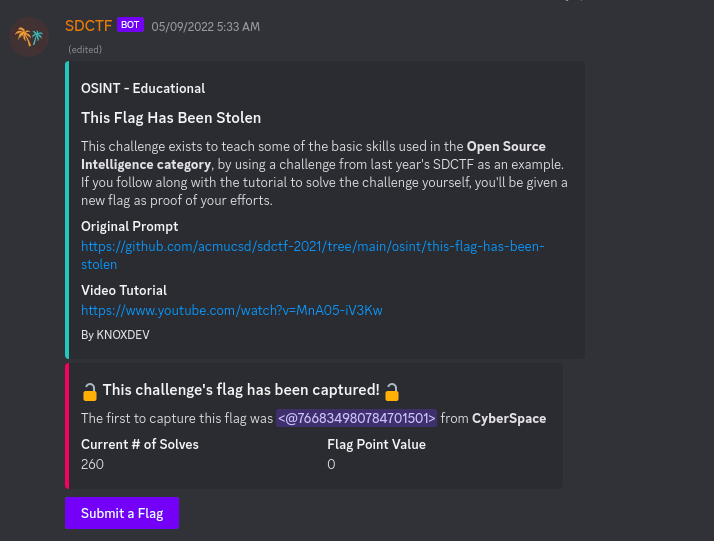 SDCTF BOT 05/09/2022 5:33 AM
(edited)
OSINT - Educational
This Flag Has Been Stolen
This challenge exists to teach some of the basic skills used in the Open Source
Intelligence category, by using a challenge from last year's SDCTF as an example.
If you follow along with the tutorial to solve the challenge yourself, you'll be given a
new flag as proof of your efforts.
Original Prompt
https://github.com/acmucsd/sdctf-2021/tree/main/osint/this-flag-has-been-
stolen
Video Tutorial
https://www.youtube.com/watch?v=MnA05-iV3Kw
By KNOXDEV
This challenge's flag has been captured!
The first to capture this flag was <@766834980784701501> from CyberSpace
Current # of Solves Flag Point Value
260 0
Submit a Flag